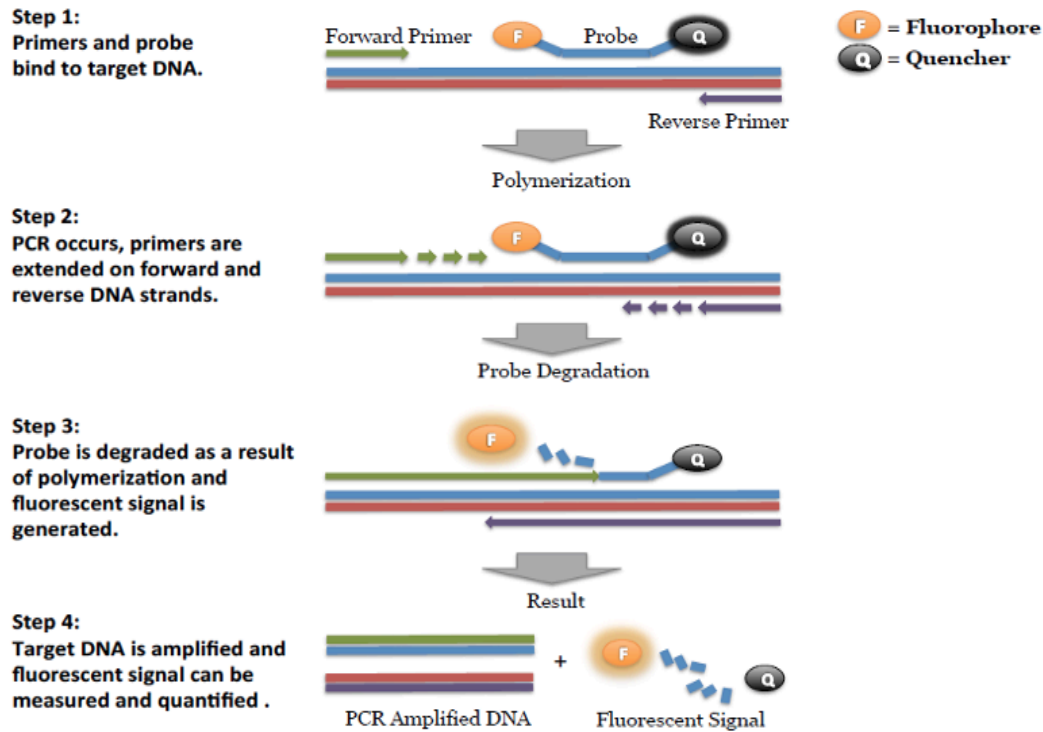 Step 1:
Primers and probe
bind to target DNA.
Forward Primer
F
Probe
Q
F = Fluorophore
Q = Quencher
Reverse Primer
Polymerization
Step 2:
PCR occurs, primers are
extended on forward and
reverse DNA strands.
F
Q
Probe Degradation
Step 3:
Probe is degraded as a result
of polymerization and
fluorescent signal is
generated.
F
Q
Result
Step 4:
Target DNA is amplified and
fluorescent signal can be
measured and quantified .
+
F
Q
PCR Amplified DNA
Fluorescent Signal